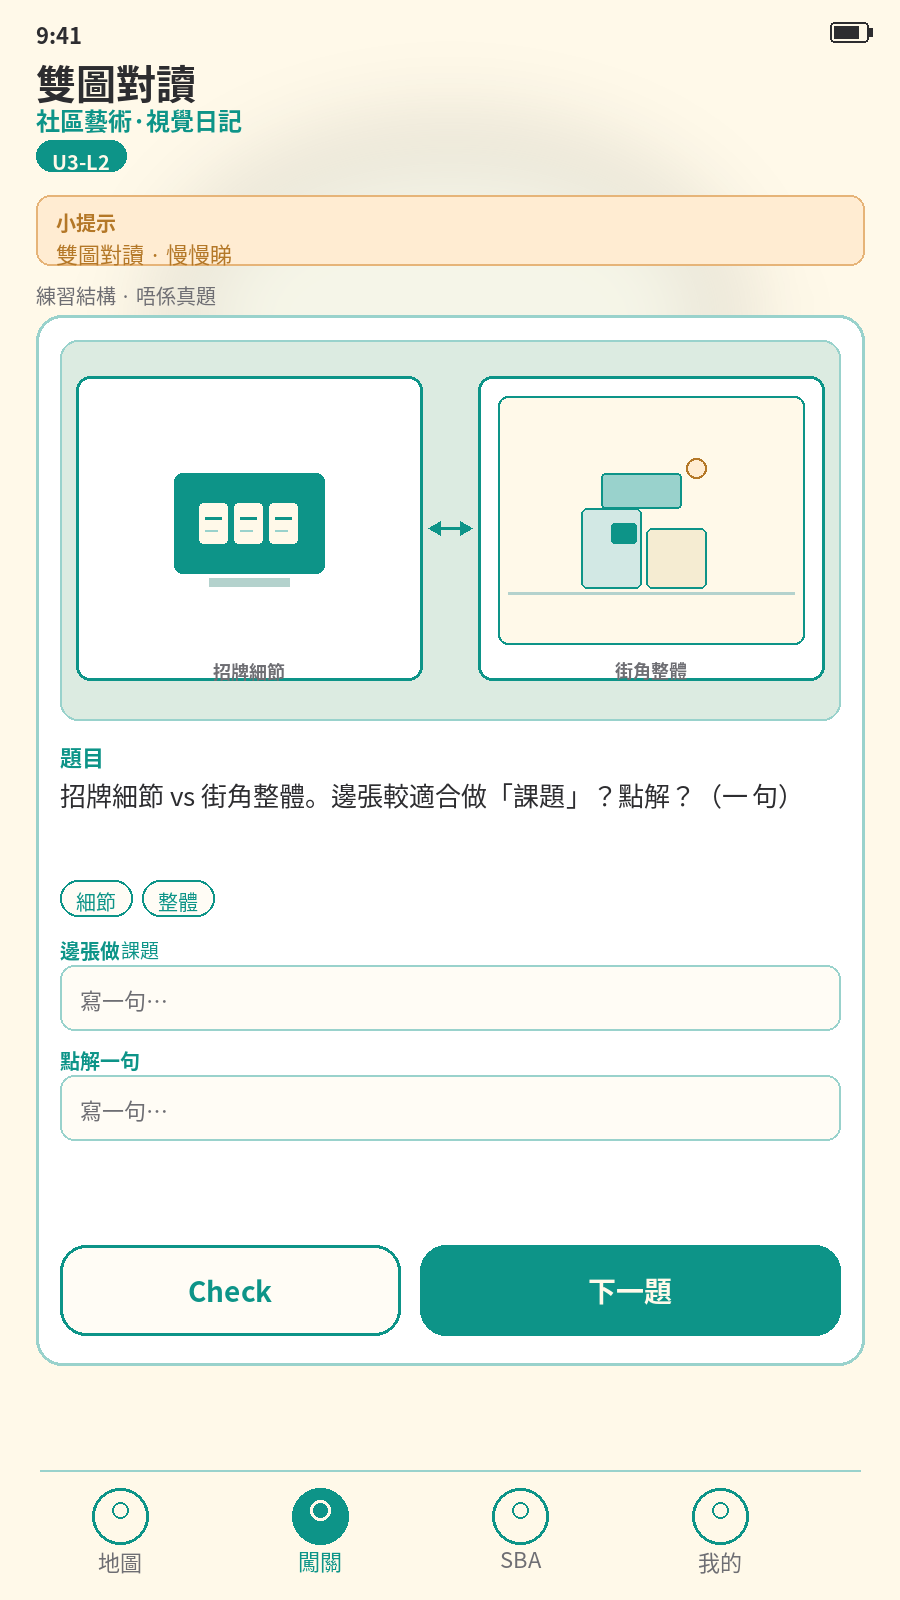 9:41
雙圖對讀
社區藝術·視覺日記
U3-L2
小提示
雙圖對讀 · 慢慢睇
練習結構 · 唔係真題
招牌細節
街角整體
題目
招牌細節 vs 街角整體。邊張較適合做「課題」？點解？（一句）
細節 整體
邊張做課題
寫一句…
點解一句
寫一句…
Check 下一題
地圖 闖關 SBA 我的